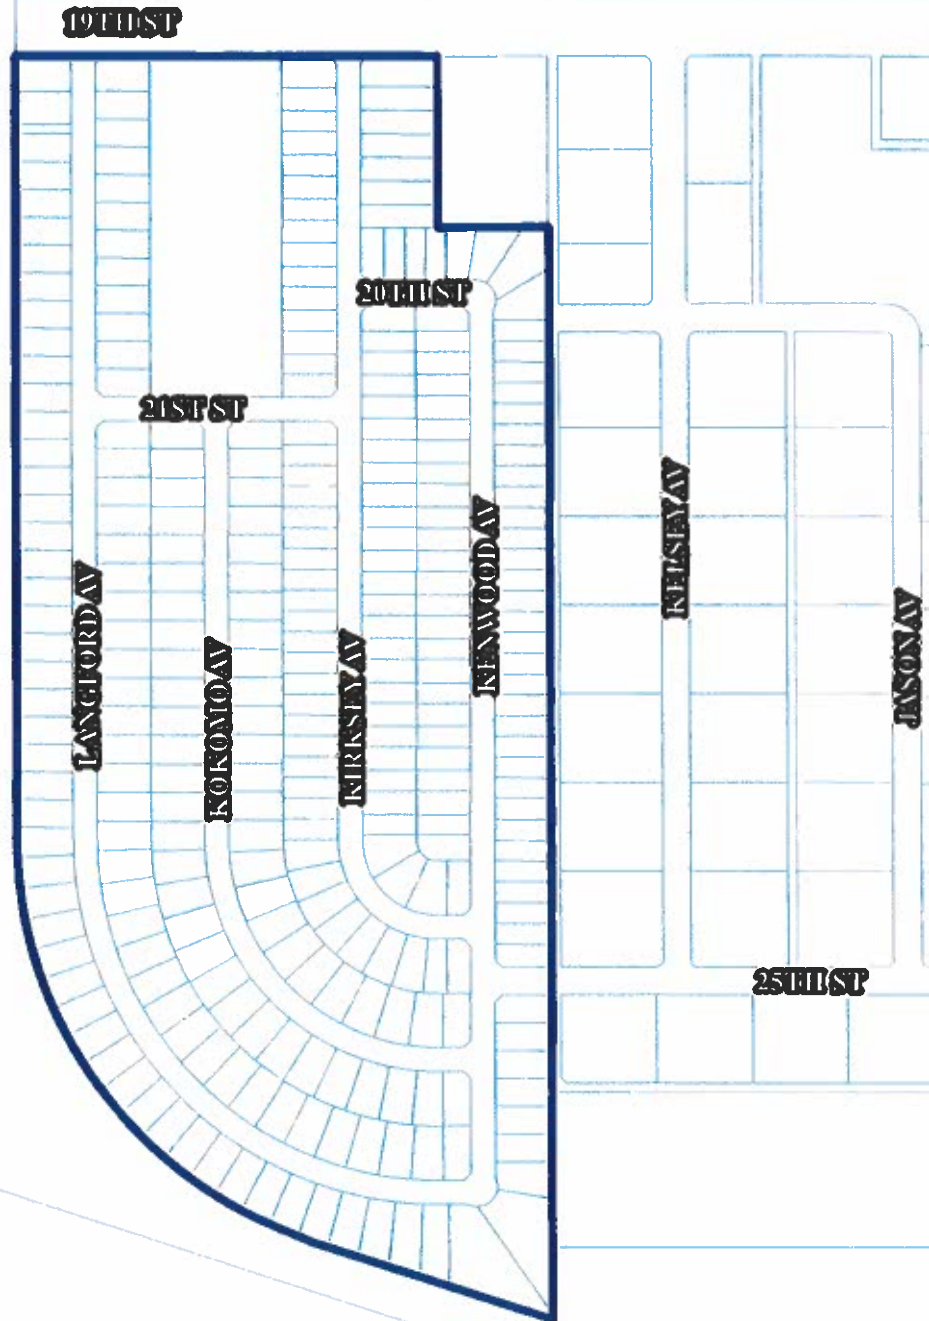 19TH ST
20TH ST
21ST ST
KELSEY AV
KENWOOD AV
LANGFORD AV
JNSON AV
KOKOMO AV
KIRKSEY AV
25TH ST